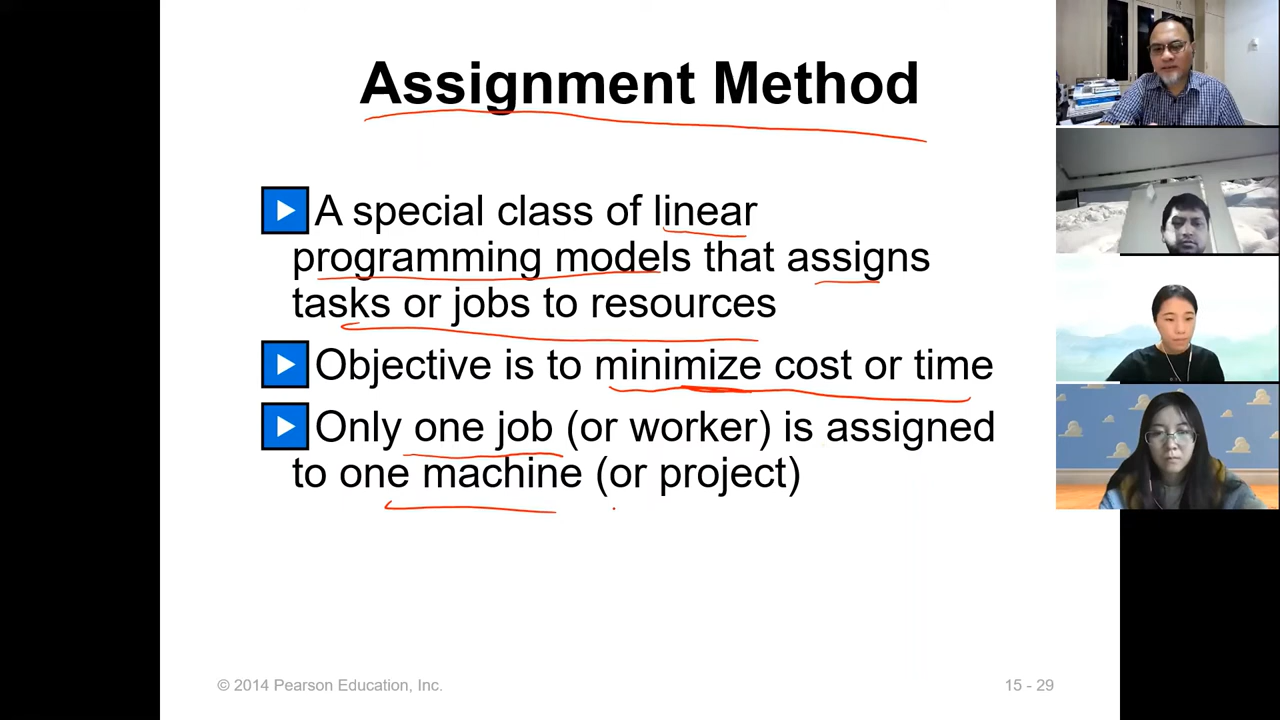 Assignment Method
A special class of linear
programming models that assigns
tasks or jobs to resources
Objective is to minimize cost or time
Only one job (or worker) is assigned
to one machine (or project)
© 2014 Pearson Education, Inc.
15 - 29